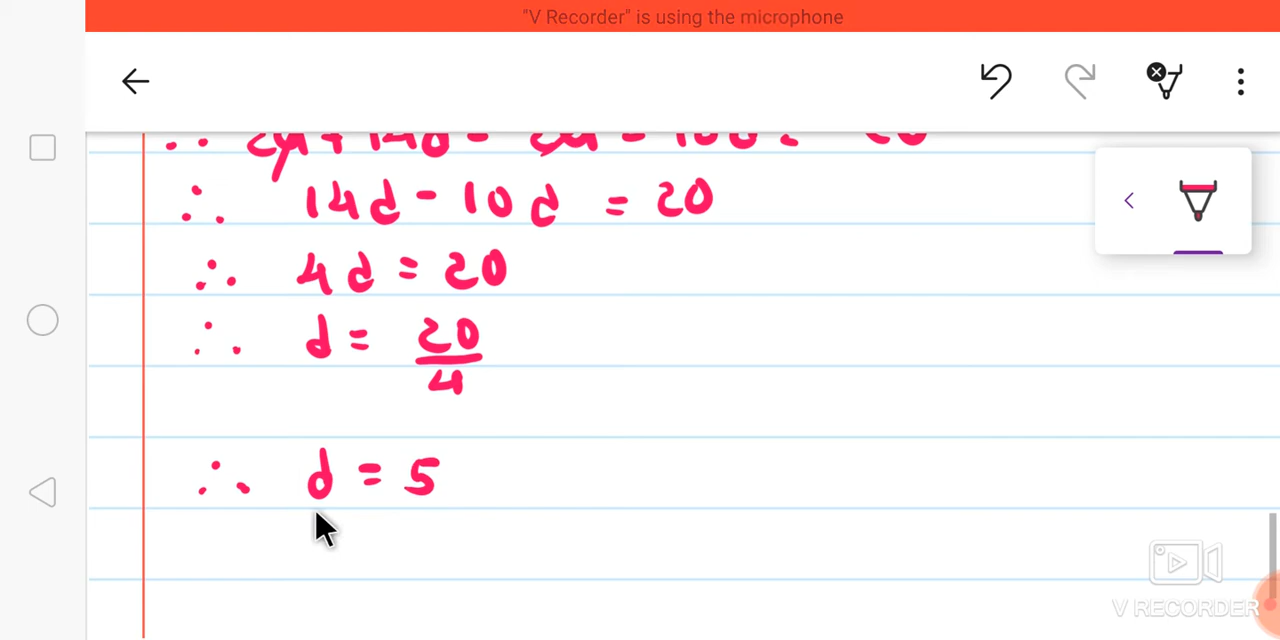 "V Recorder" is using the microphone
∴ 14d - 10d = 20
∴ 4d = 20
∴ d = 20/4
∴ d = 5
V RECORDER